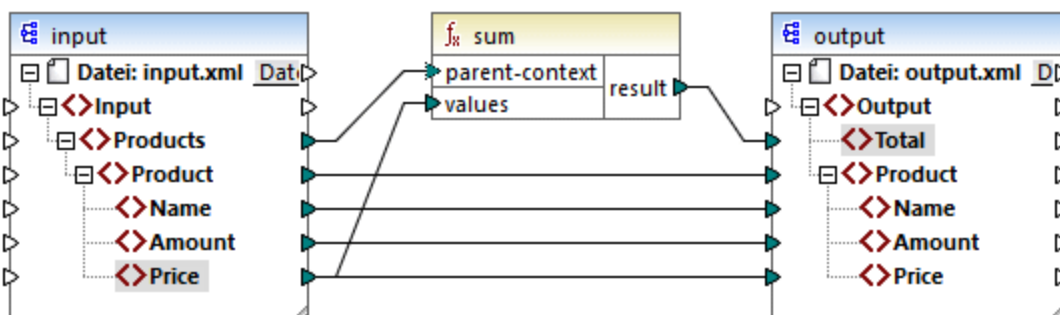 input
Datei: input.xml
Input
Products
Product
Name
Amount
Price
fx sum
parent-context
values
result
output
Datei: output.xml
Output
Total
Product
Name
Amount
Price